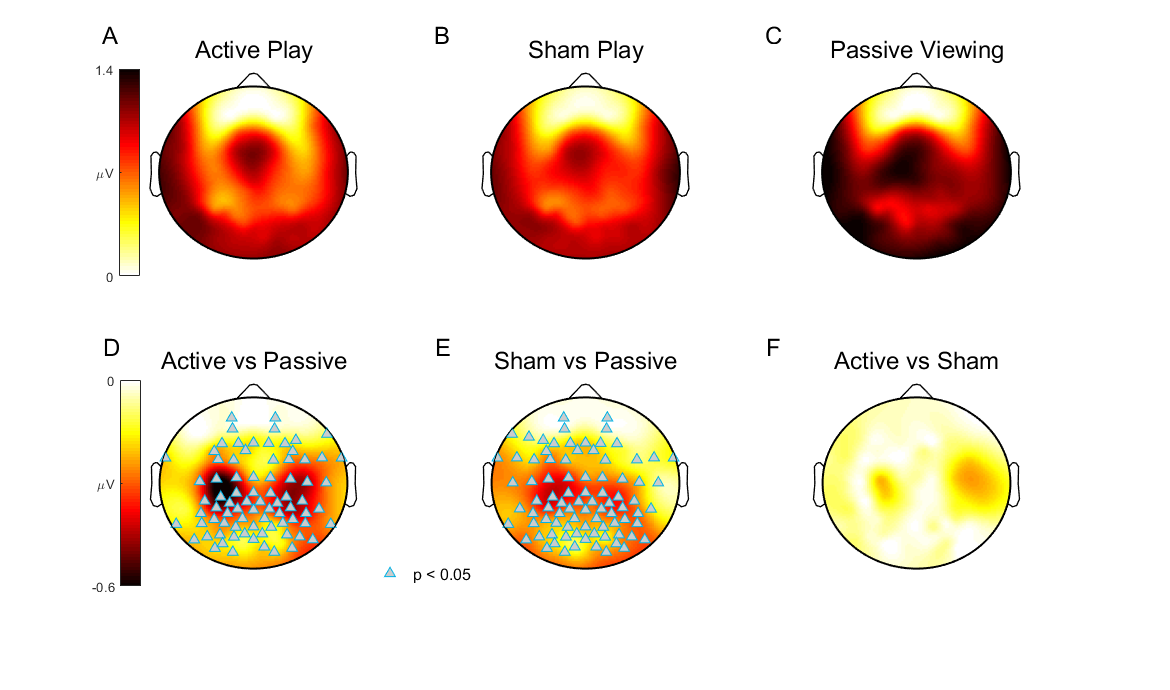 A
B
C
Active Play
Sham Play
Passive Viewing
1.4
μV
0
D
E
F
Active vs Passive
Sham vs Passive
Active vs Sham
0
μV
-0.6
p < 0.05